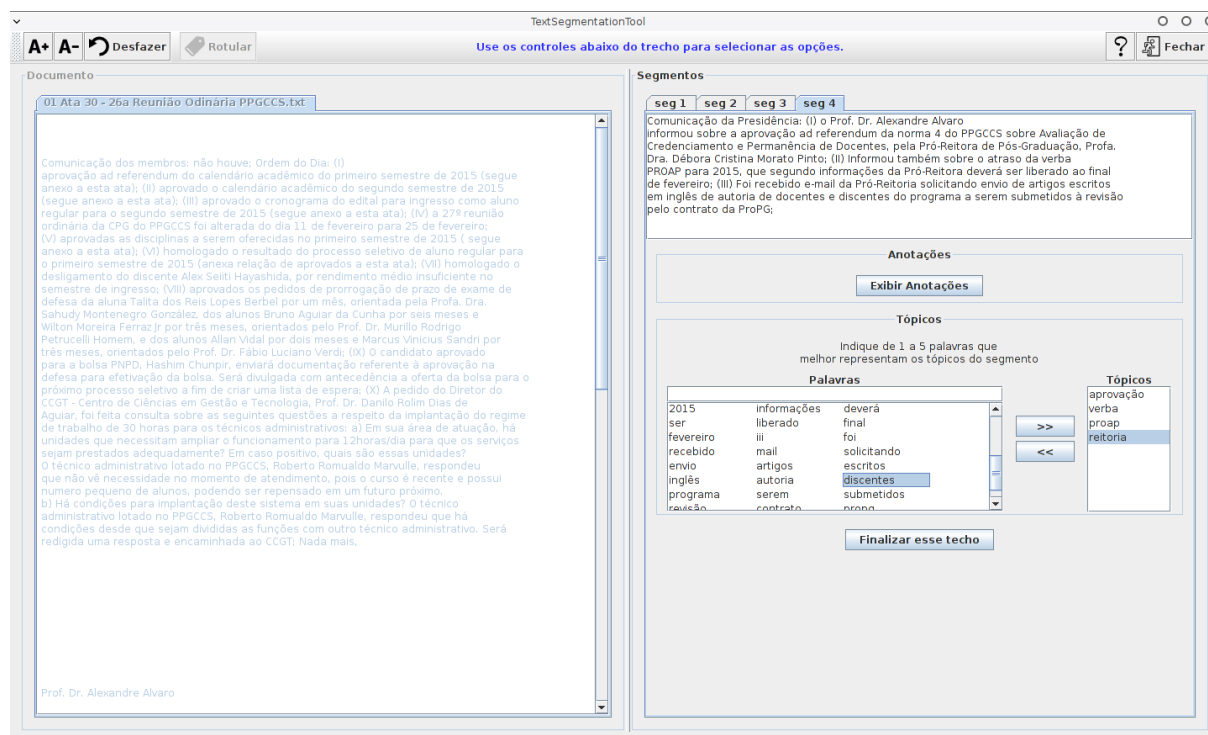 TextSegmentationTool
A+ A- Desfazer Rotular
Use os controles abaixo do trecho para selecionar as opções.
? Fechar
Documento
01 Ata 30 - 26a Reunião Odinária PPGCCS.txt
Comunicação dos membros: não houve; Ordem do Dia: (I)
aprovação ad referendum do calendário acadêmico do primeiro semestre de 2015 (segue
anexo a esta ata); (II) aprovado o calendário acadêmico do segundo semestre de 2015
(segue anexo a esta ata); (III) aprovado o cronograma do edital para ingresso como aluno
regular para o segundo semestre de 2015 (segue anexo a esta ata); (IV) a 27ª reunião
ordinária da CPG do PPGCCS foi alterada do dia 11 de fevereiro para 25 de fevereiro;
(V) aprovadas as disciplinas a serem oferecidas no primeiro semestre de 2015 ( segue
anexo a esta ata); (VI) homologado o resultado do processo seletivo de aluno regular para
o primeiro semestre de 2015 (anexa relação de aprovados a esta ata); (VII) homologado o
desligamento do discente Alex Seiiti Hayashida, por rendimento médio insuficiente no
semestre de ingresso; (VIII) aprovados os pedidos de prorrogação de prazo de exame de
defesa da aluna Talita dos Reis Lopes Berbel por um mês, orientada pela Profa. Dra.
Sahudy Montenegro González, dos alunos Bruno Aguiar da Cunha por seis meses e
Wilton Moreira Ferraz Jr por três meses, orientados pelo Prof. Dr. Murillo Rodrigo
Petrucelli Homem, e dos alunos Allan Vidal por dois meses e Marcus Vinicius Sandri por
três meses, orientados pelo Prof. Dr. Fábio Luciano Verdi; (IX) O candidato aprovado
para a bolsa PNPD, Hashim Chunpir, enviará documentação referente à aprovação na
defesa para efetivação da bolsa. Será divulgada com antecedência a oferta da bolsa para o
próximo processo seletivo a fim de criar uma lista de espera; (X) A pedido do Diretor do
CCGT - Centro de Ciências em Gestão e Tecnologia, Prof. Dr. Danilo Rolim Dias de
Aguiar, foi feita consulta sobre as seguintes questões a respeito da implantação do regime
de trabalho de 30 horas para os técnicos administrativos: a) Em sua área de atuação, há
unidades que necessitam ampliar o funcionamento para 12horas/dia para que os serviços
sejam prestados adequadamente? Em caso positivo, quais são essas unidades?
O técnico administrativo lotado no PPGCCS, Roberto Romualdo Marvulle, respondeu
que não vê necessidade no momento de atendimento, pois o curso é recente e possui
numero pequeno de alunos, podendo ser repensado em um futuro próximo.
b) Há condições para implantação deste sistema em suas unidades? O técnico
administrativo lotado no PPGCCS, Roberto Romualdo Marvulle, respondeu que há
condições desde que sejam divididas as funções com outro técnico administrativo. Será
redigida uma resposta e encaminhada ao CCGT; Nada mais.
Prof. Dr. Alexandre Alvaro
Segmentos
seg 1 seg 2 seg 3 seg 4
Comunicação da Presidência: (I) o Prof. Dr. Alexandre Alvaro
informou sobre a aprovação ad referendum da norma 4 do PPGCCS sobre Avaliação de
Credenciamento e Permanência de Docentes, pela Pró-Reitora de Pós-Graduação, Profa.
Dra. Débora Cristina Morato Pinto; (II) Informou também sobre o atraso da verba
PROAP para 2015, que segundo informações da Pró-Reitora deverá ser liberado ao final
de fevereiro; (III) Foi recebido e-mail da Pró-Reitoria solicitando envio de artigos escritos
em inglês de autoria de docentes e discentes do programa a serem submetidos à revisão
pelo contrato da ProPG;
Anotações
Exibir Anotações
Tópicos
Indique de 1 a 5 palavras que
melhor representam os tópicos do segmento
Palavras
2015 informações deverá
ser liberado final
fevereiro iii foi
recebido mail solicitando
envio artigos escritos
inglês autoria discentes
programa serem submetidos
revisão contrato propg
>>
<<
Tópicos
aprovação
verba
proap
reitoria
Finalizar esse techo